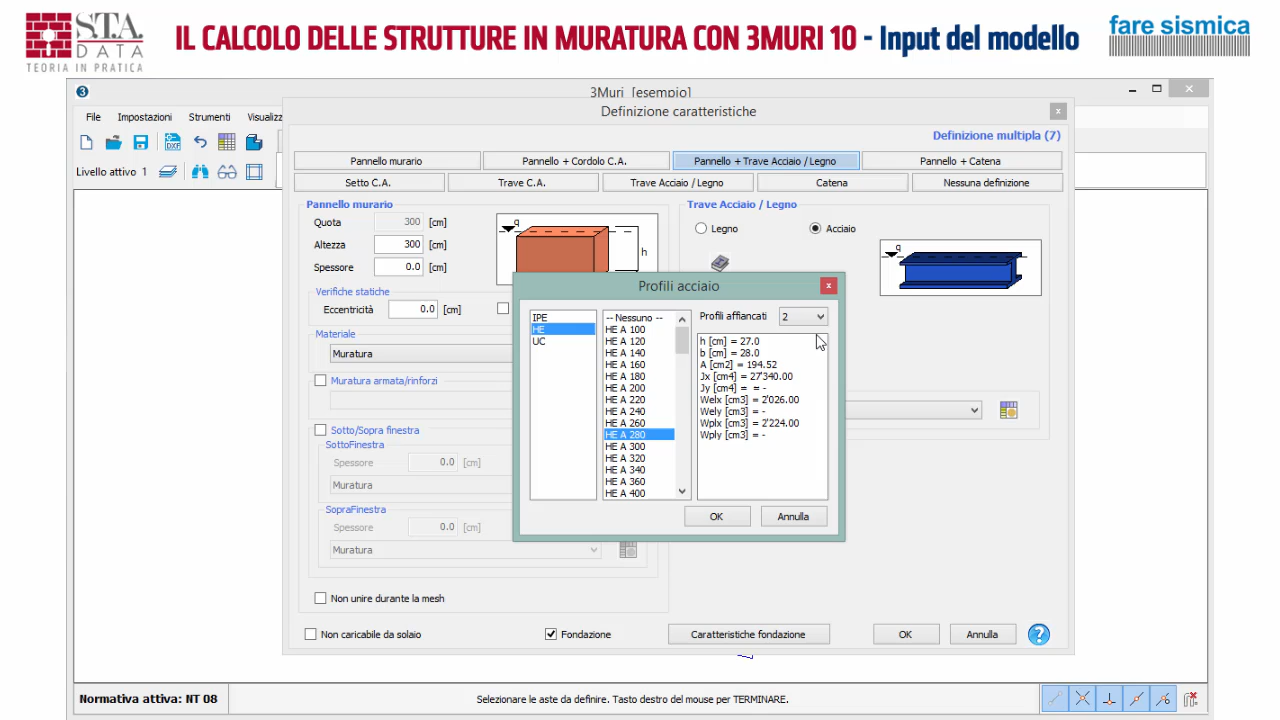 S.T.A.
DATA
TEORIA IN PRATICA
IL CALCOLO DELLE STRUTTURE IN MURATURA CON 3MURI 10 - Input del modello
fare sismica
3
3Muri [esempio]
Definizione caratteristiche
x
File Impostazioni Strumenti Visualizz
Definizione multipla (7)
DXF
Pannello murario
Pannello + Cordolo C.A.
Pannello + Trave Acciaio / Legno
Pannello + Catena
Livello attivo 1
Setto C.A.
Trave C.A.
Trave Acciaio / Legno
Catena
Nessuna definizione
Pannello murario
Quota 300 [cm]
Altezza 300 [cm]
Spessore 0.0 [cm]
q
h
Verifiche statiche
Eccentricità 0.0 [cm]
Materiale
Muratura
Muratura armata/rinforzi
Sotto/Sopra finestra
SottoFinestra
Spessore 0.0 [cm]
Muratura
SopraFinestra
Spessore 0.0 [cm]
Muratura
Non unire durante la mesh
Trave Acciaio / Legno
Legno
Acciaio
q
Profili acciaio
x
IPE
HE
UC
-- Nessuno --
HE A 100
HE A 120
HE A 140
HE A 160
HE A 180
HE A 200
HE A 220
HE A 240
HE A 260
HE A 280
HE A 300
HE A 320
HE A 340
HE A 360
HE A 400
Profili affiancati 2
h [cm] = 27.0
b [cm] = 28.0
A [cm2] = 194.52
Jx [cm4] = 27'340.00
Jy [cm4] = = -
Welx [cm3] = 2'026.00
Wely [cm3] = -
Wplx [cm3] = 2'224.00
Wply [cm3] = -
OK
Annulla
Non caricabile da solaio
Fondazione
Caratteristiche fondazione
OK
Annulla
?
Normativa attiva: NT 08
Selezionare le aste da definire. Tasto destro del mouse per TERMINARE.